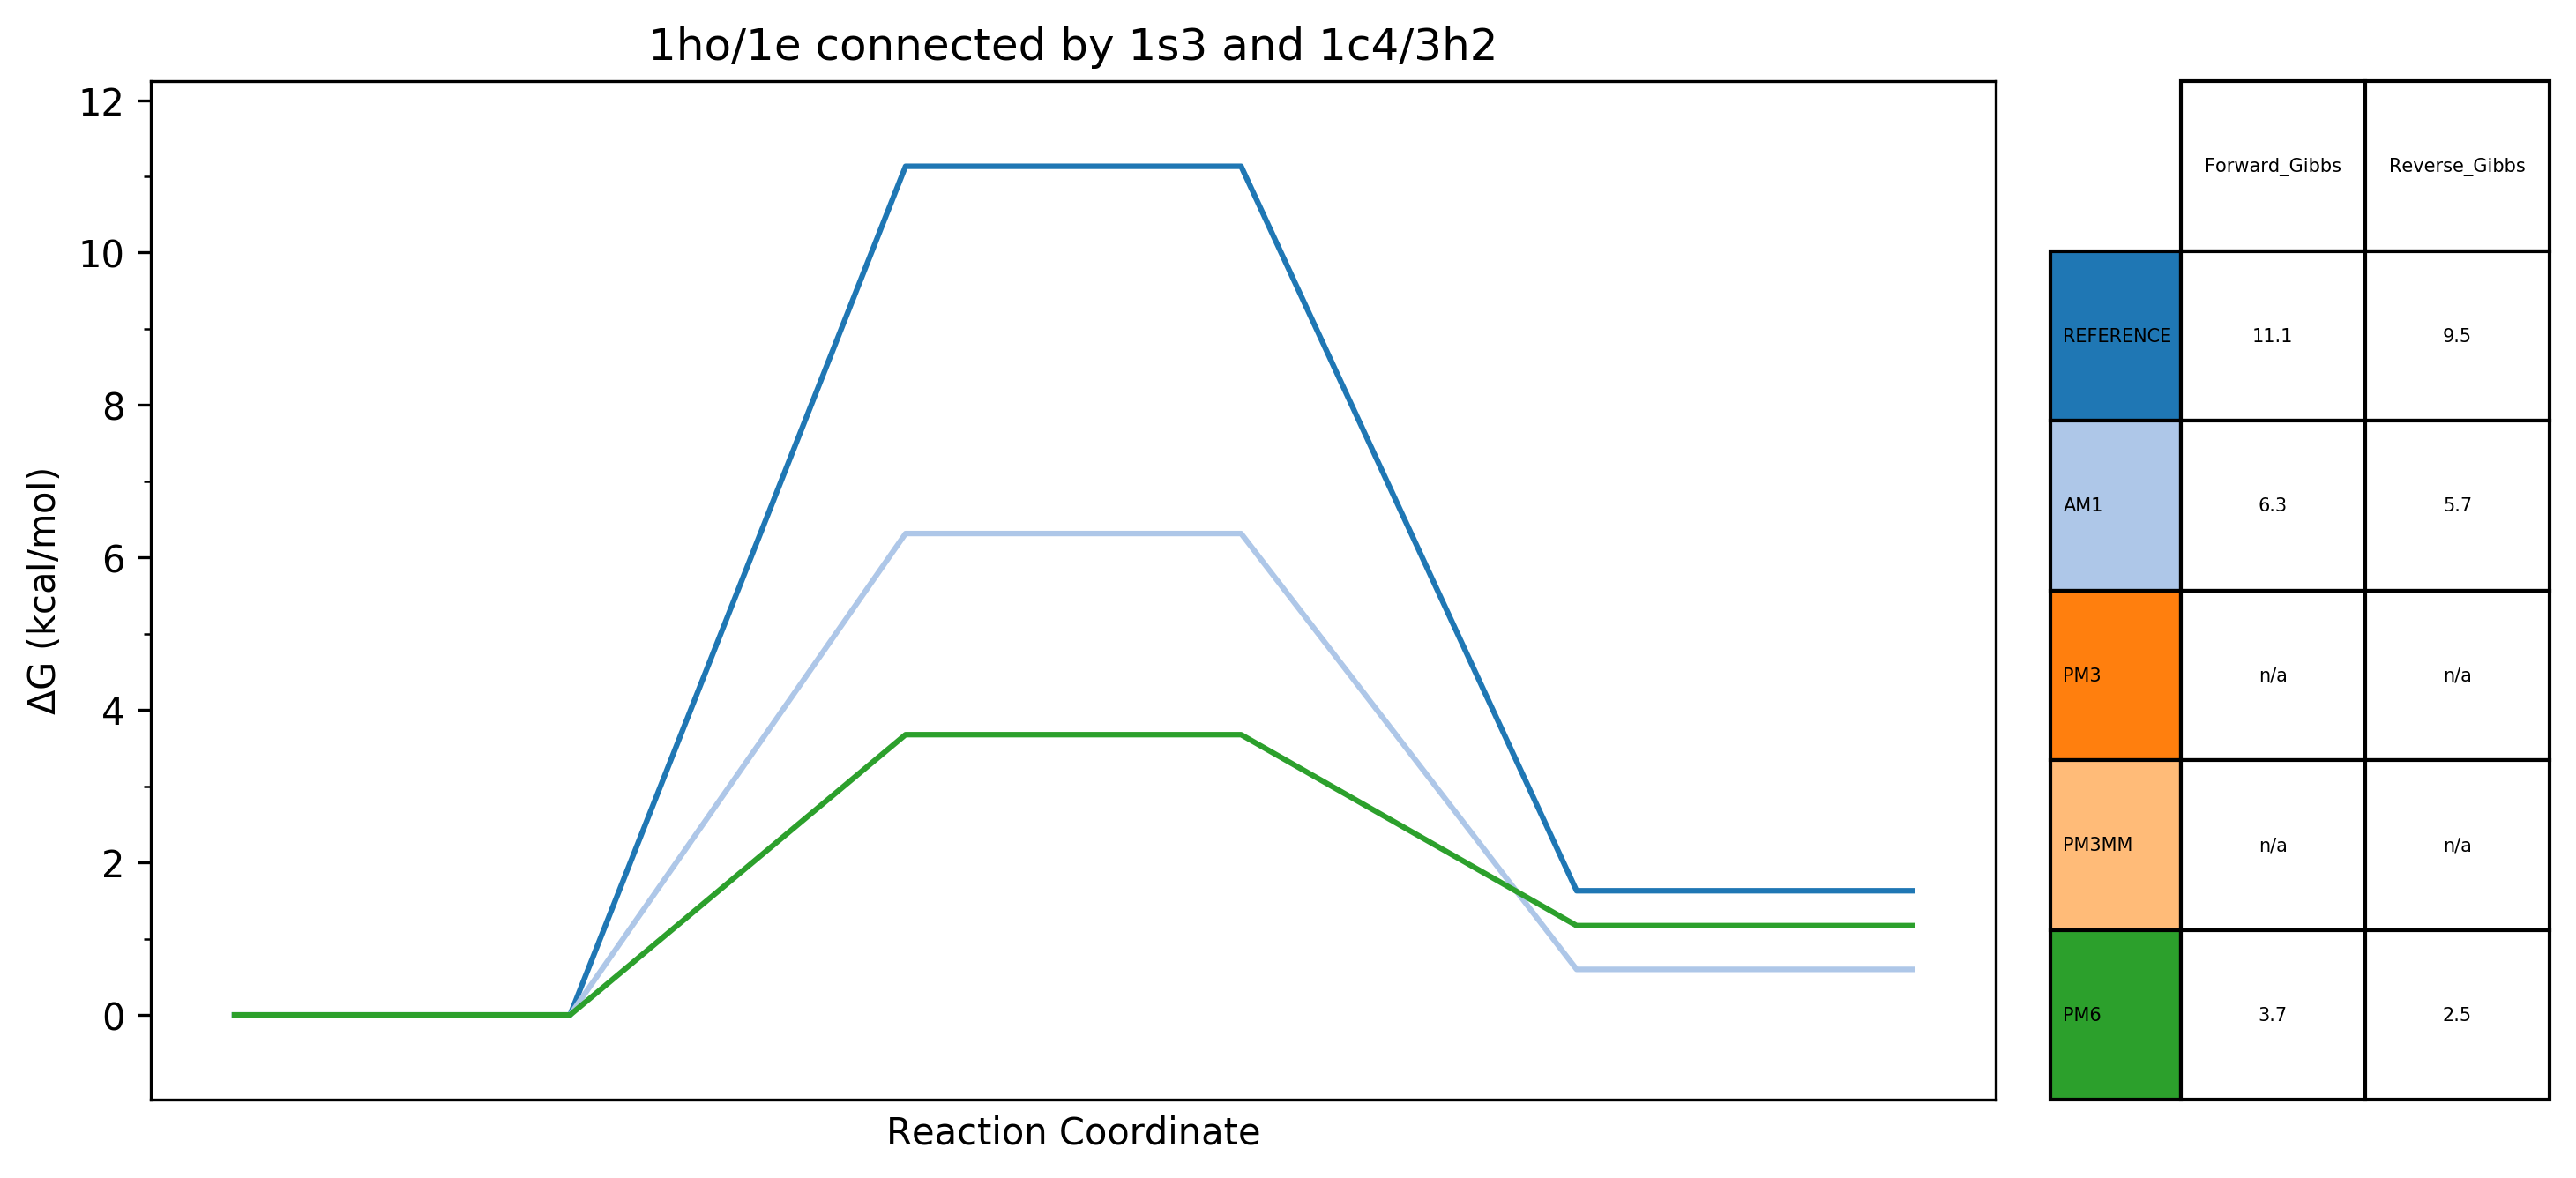 1ho/1e connected by 1s3 and 1c4/3h2
ΔG (kcal/mol)
12
10
8
6
4
2
0
Reaction Coordinate
Forward_Gibbs Reverse_Gibbs
REFERENCE 11.1 9.5
AM1 6.3 5.7
PM3 n/a n/a
PM3MM n/a n/a
PM6 3.7 2.5